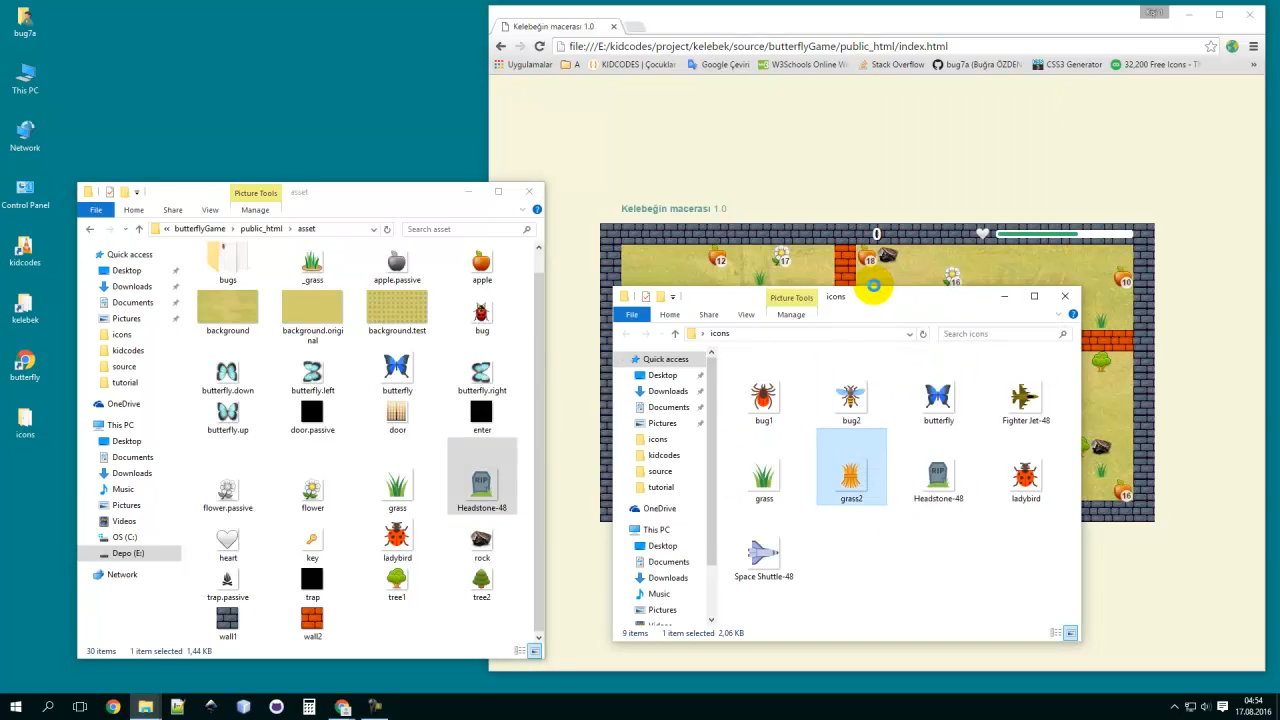 bug7a
This PC
Network
Control Panel
kidcodes
kelebek
butterfly
icons
Kelebeğin macerası 1.0
file:///E:/kidcodes/project/kelebek/source/butterflyGame/public_html/index.html
Uygulamalar
A
KIDCODES | Çocuklar
Google Çeviri
W3Schools Online W
Stack Overflow
bug7a (Buğra ÖZDEN
CSS3 Generator
32,200 Free Icons - Th
Kelebeğin macerası 1.0
0
12
17
18
16
10
16
Picture Tools
asset
File
Home
Share
View
Manage
butterflyGame
public_html
asset
Search asset
Quick access
Desktop
Downloads
Documents
Pictures
icons
kidcodes
source
tutorial
OneDrive
This PC
Desktop
Documents
Downloads
Music
Pictures
Videos
OS (C:)
Depo (E:)
Network
bugs
_grass
apple.passive
apple
background
background.origi
nal
background.test
bug
butterfly.down
butterfly.left
butterfly
butterfly.right
butterfly.up
door.passive
door
enter
flower.passive
flower
grass
RIP
Headstone-48
heart
key
ladybird
rock
trap.passive
trap
tree1
tree2
wall1
wall2
30 items
1 item selected 1,44 KB
Picture Tools
icons
File
Home
Share
View
Manage
icons
Search icons
Quick access
Desktop
Downloads
Documents
Pictures
icons
kidcodes
source
tutorial
OneDrive
This PC
Desktop
Documents
Downloads
Music
Pictures
bug1
bug2
butterfly
Fighter Jet-48
grass
grass2
RIP
Headstone-48
ladybird
Space Shuttle-48
9 items
1 item selected 2,06 KB
04:54
17.08.2016